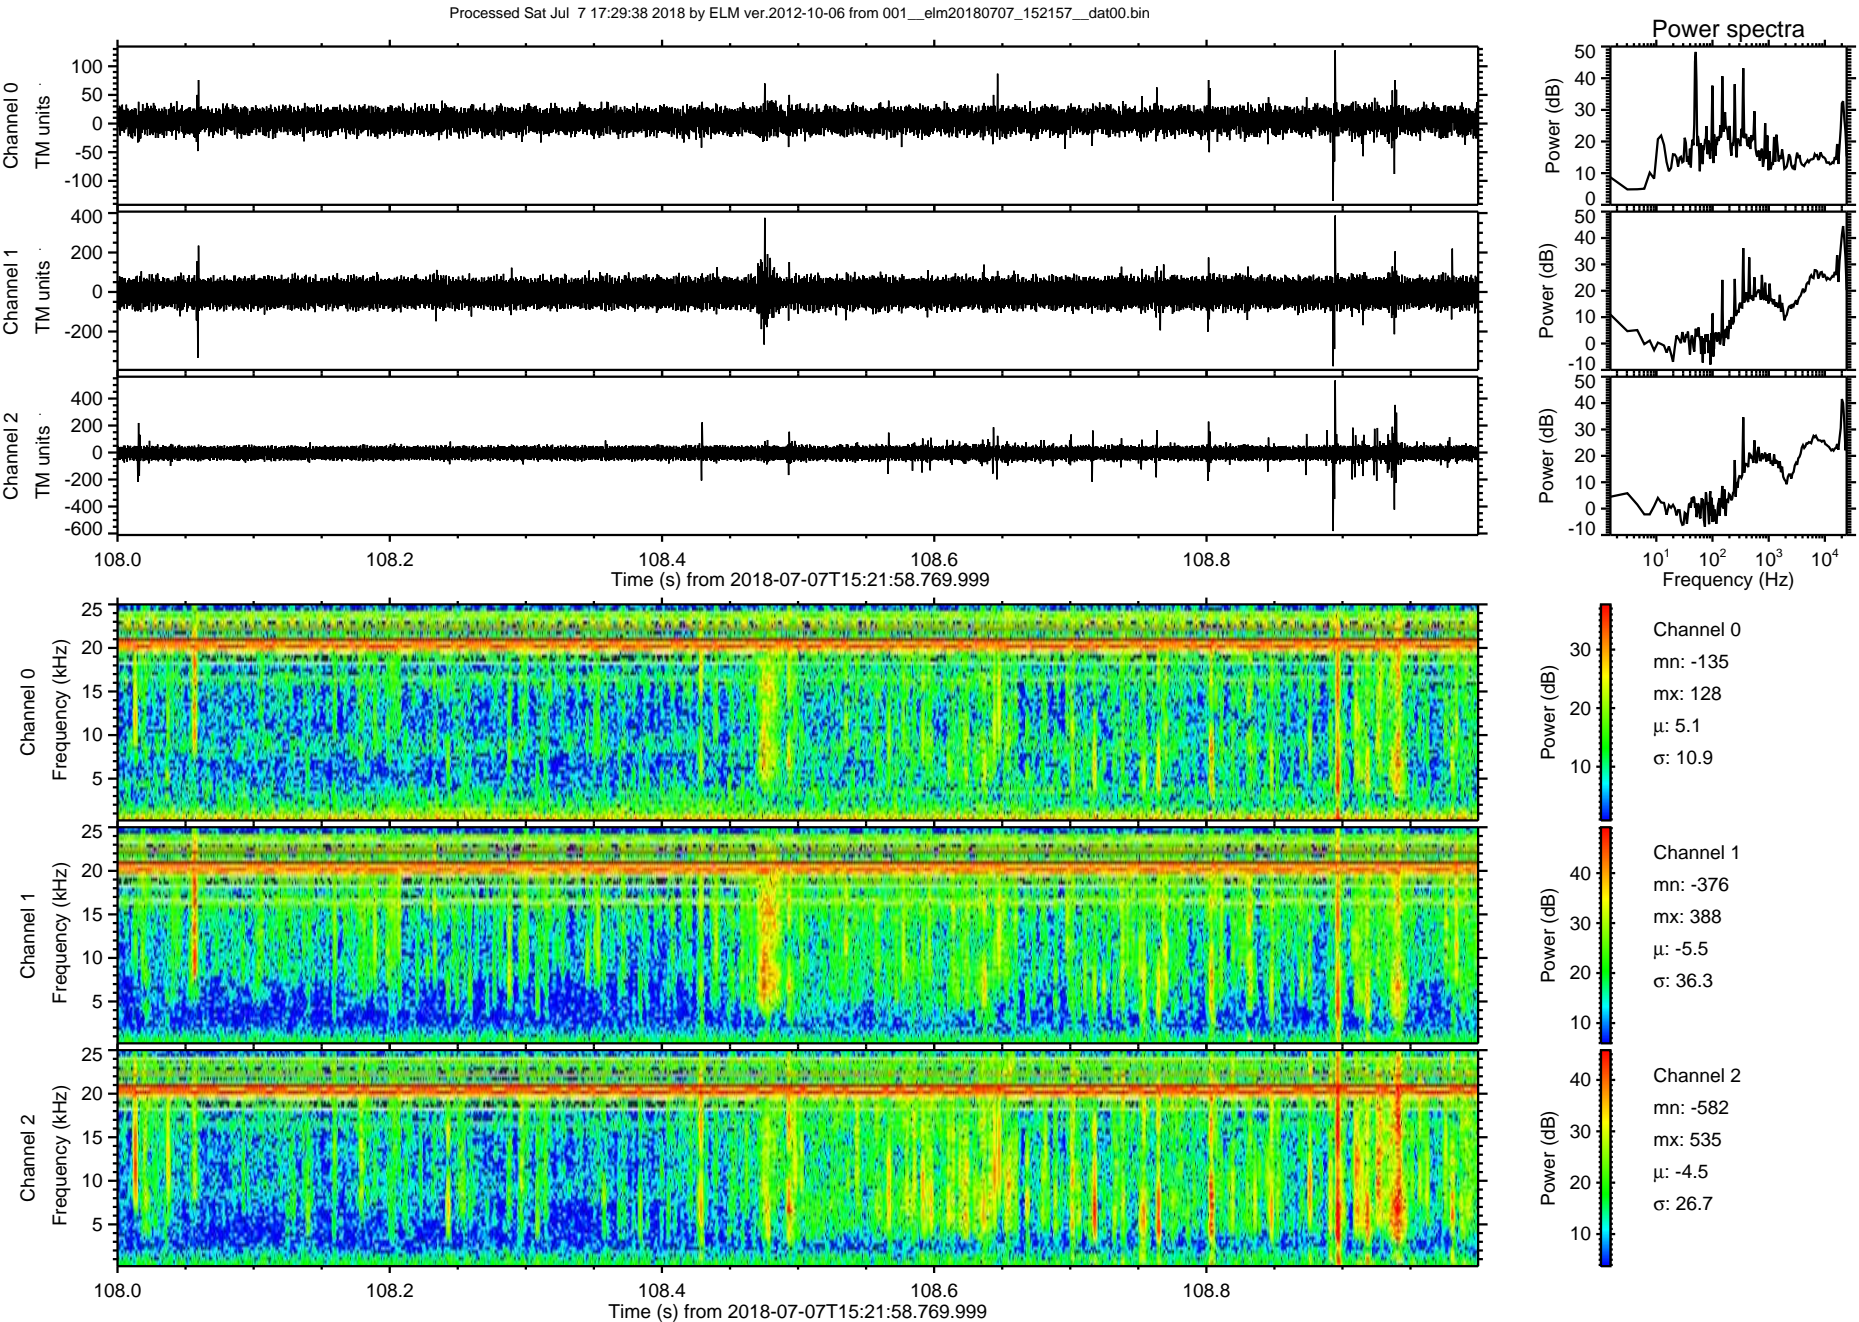 Processed Sat Jul  7 17:29:38 2018 by ELM ver.2012-10-06 from 001__elm20180707_152157__dat00.bin
Power spectra
Channel 0
TM units
100
50
0
-50
-100
Power (dB)
50
40
30
20
10
0
Channel 1
TM units
400
200
0
-200
Power (dB)
50
40
30
20
10
0
-10
Channel 2
TM units
400
200
0
-200
-400
-600
Power (dB)
50
40
30
20
10
0
-10
108.0 108.2 108.4 108.6 108.8
Time (s) from 2018-07-07T15:21:58.769.999
10¹ 10² 10³ 10⁴
Frequency (Hz)
Channel 0
Frequency (kHz)
25
20
15
10
5
Power (dB)
30
20
10
Channel 0
mn: -135
mx: 128
μ: 5.1
σ: 10.9
Channel 1
Frequency (kHz)
25
20
15
10
5
Power (dB)
40
30
20
10
Channel 1
mn: -376
mx: 388
μ: -5.5
σ: 36.3
Channel 2
Frequency (kHz)
25
20
15
10
5
Power (dB)
40
30
20
10
Channel 2
mn: -582
mx: 535
μ: -4.5
σ: 26.7
108.0 108.2 108.4 108.6 108.8
Time (s) from 2018-07-07T15:21:58.769.999